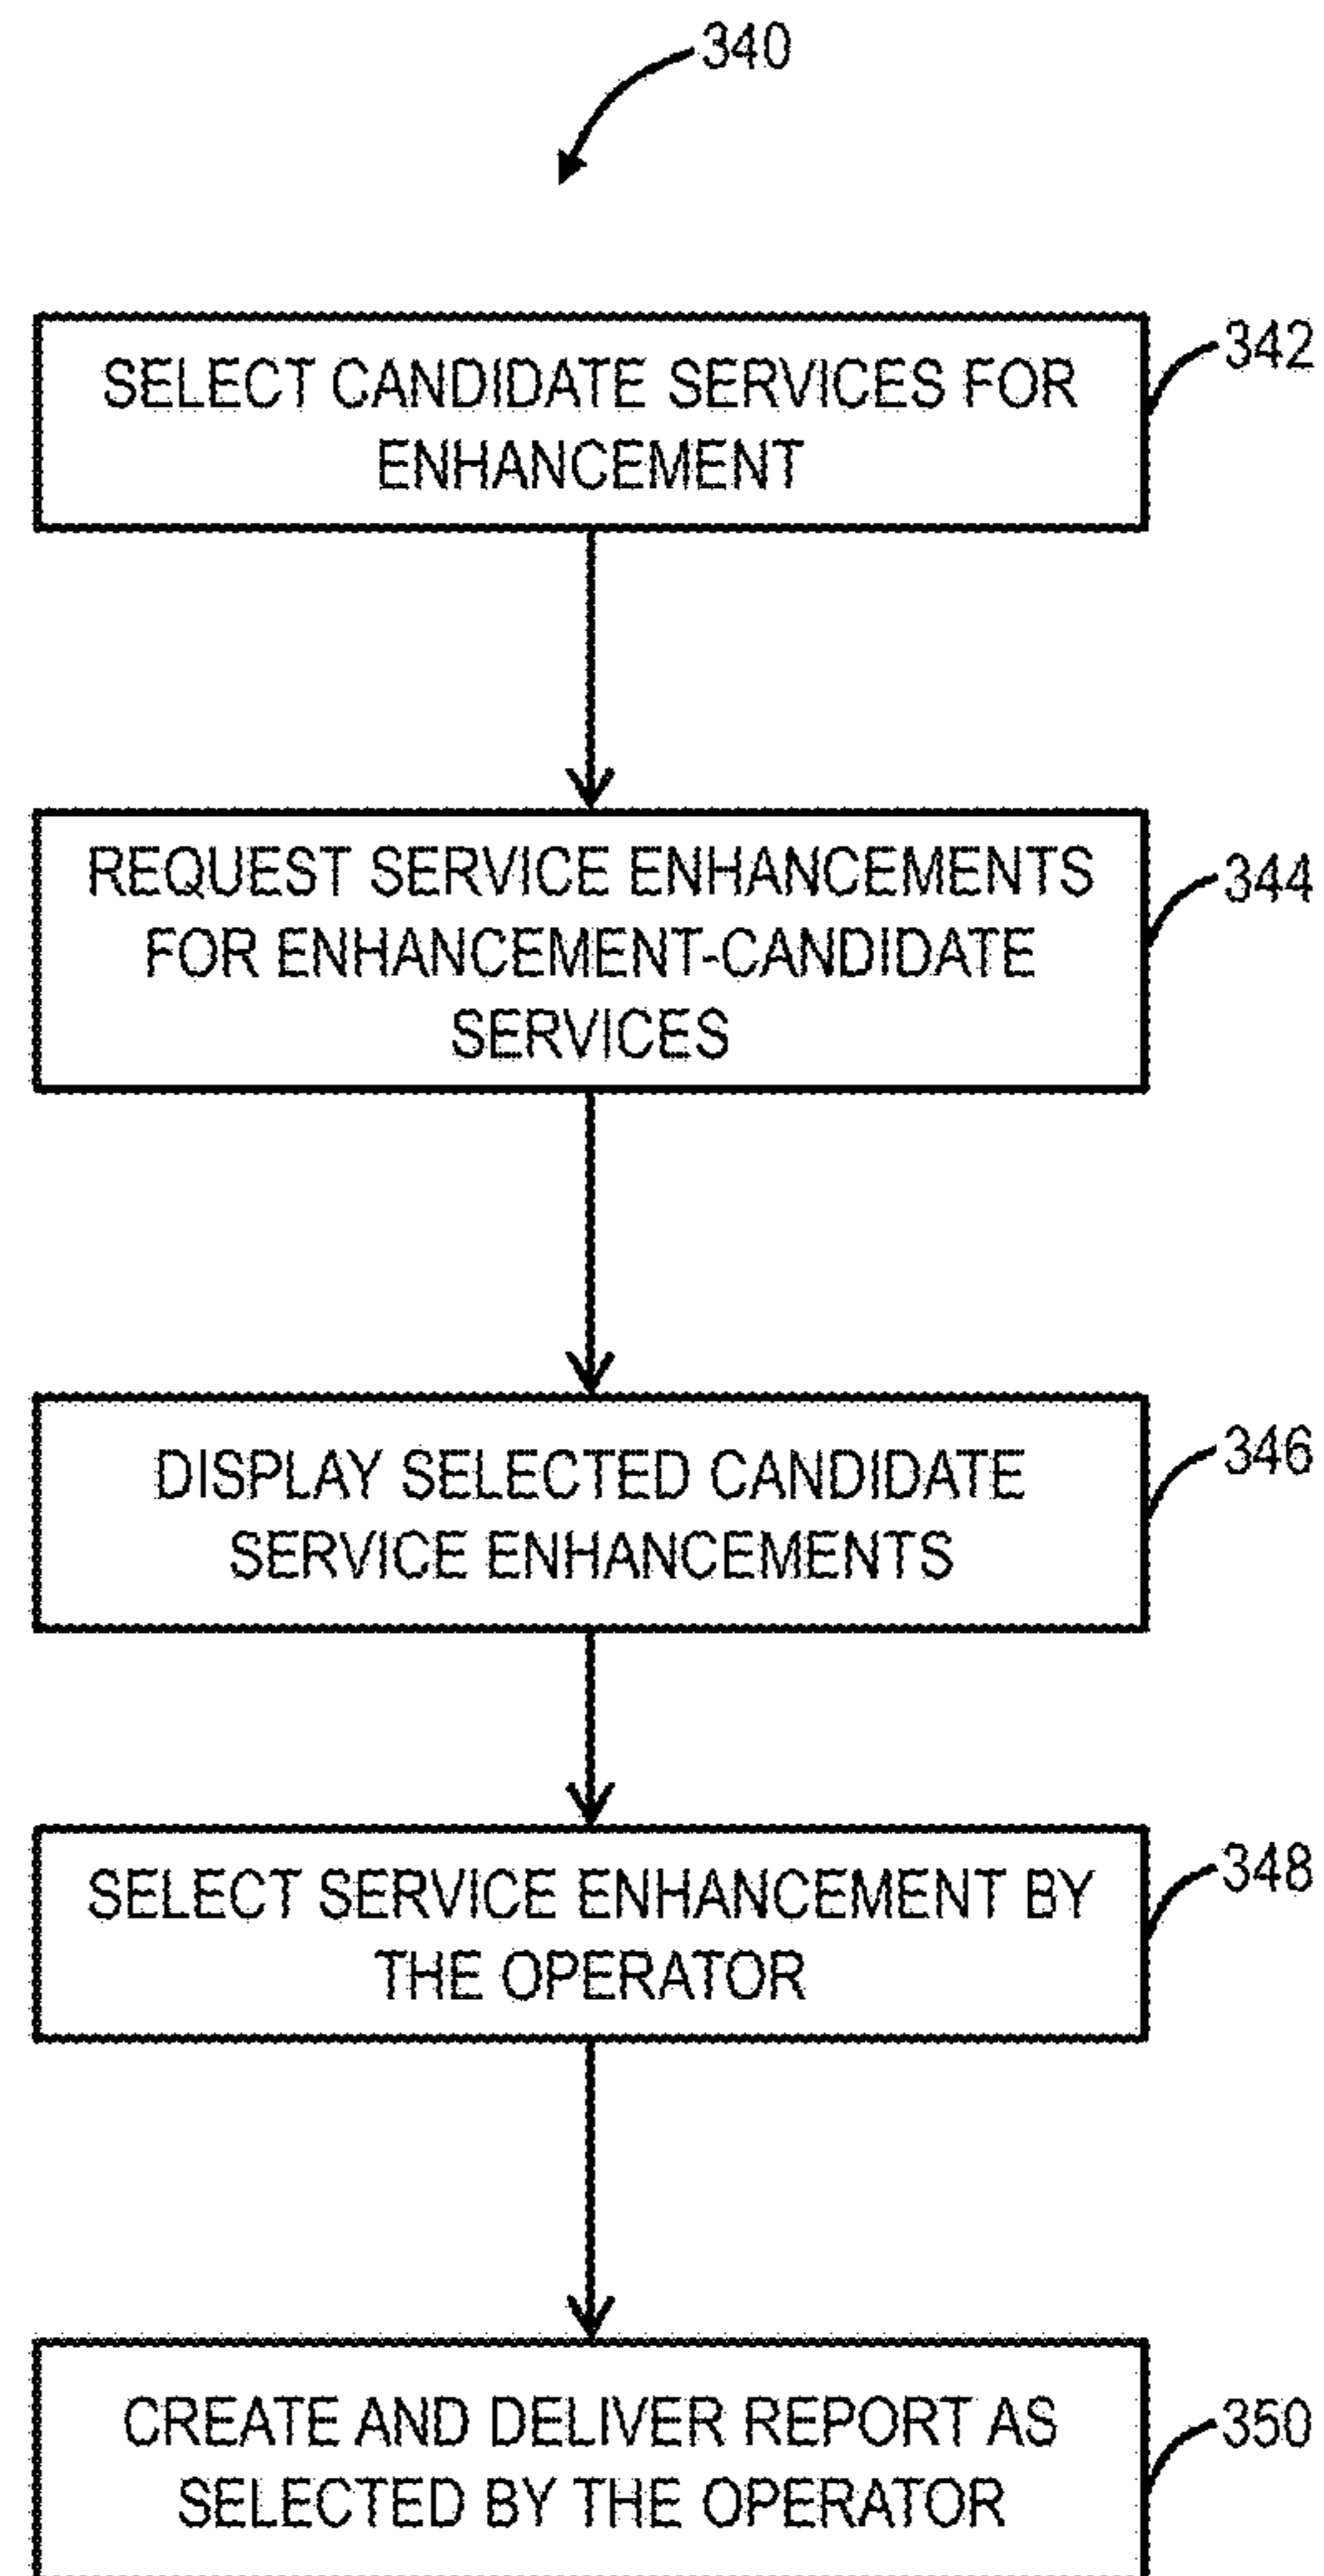 340
SELECT CANDIDATE SERVICES FOR
ENHANCEMENT
342
REQUEST SERVICE ENHANCEMENTS
FOR ENHANCEMENT-CANDIDATE
SERVICES
344
DISPLAY SELECTED CANDIDATE
SERVICE ENHANCEMENTS
346
SELECT SERVICE ENHANCEMENT BY
THE OPERATOR
348
CREATE AND DELIVER REPORT AS
SELECTED BY THE OPERATOR
350